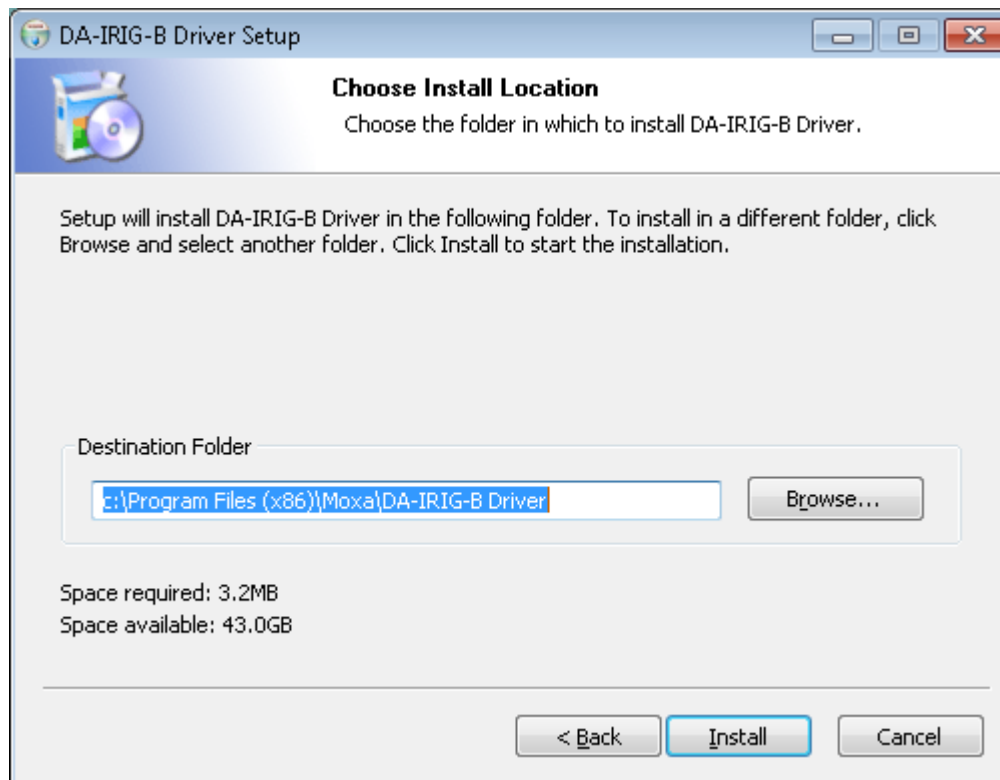 DA-IRIG-B Driver Setup
Choose Install Location
Choose the folder in which to install DA-IRIG-B Driver.
Setup will install DA-IRIG-B Driver in the following folder. To install in a different folder, click
Browse and select another folder. Click Install to start the installation.
Destination Folder
c:\Program Files (x86)\Moxa\DA-IRIG-B Driver
Browse...
Space required: 3.2MB
Space available: 43.0GB
< Back
Install
Cancel